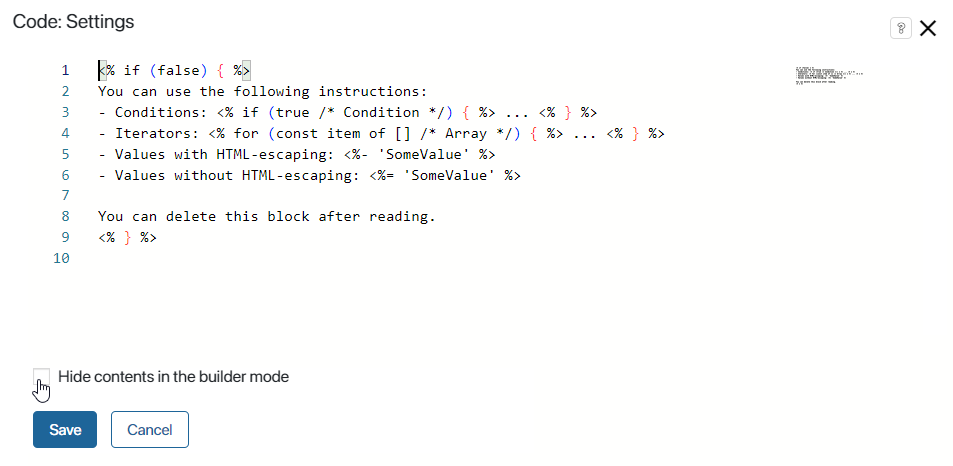 Code: Settings
?
1 <% if (false) { %>
2 You can use the following instructions:
3 - Conditions: <% if (true /* Condition */) { %> ... <% } %>
4 - Iterators: <% for (const item of [] /* Array */) { %> ... <% } %>
5 - Values with HTML-escaping: <%- 'SomeValue' %>
6 - Values without HTML-escaping: <%= 'SomeValue' %>
7
8 You can delete this block after reading.
9 <% } %>
10
Hide contents in the builder mode
Save Cancel